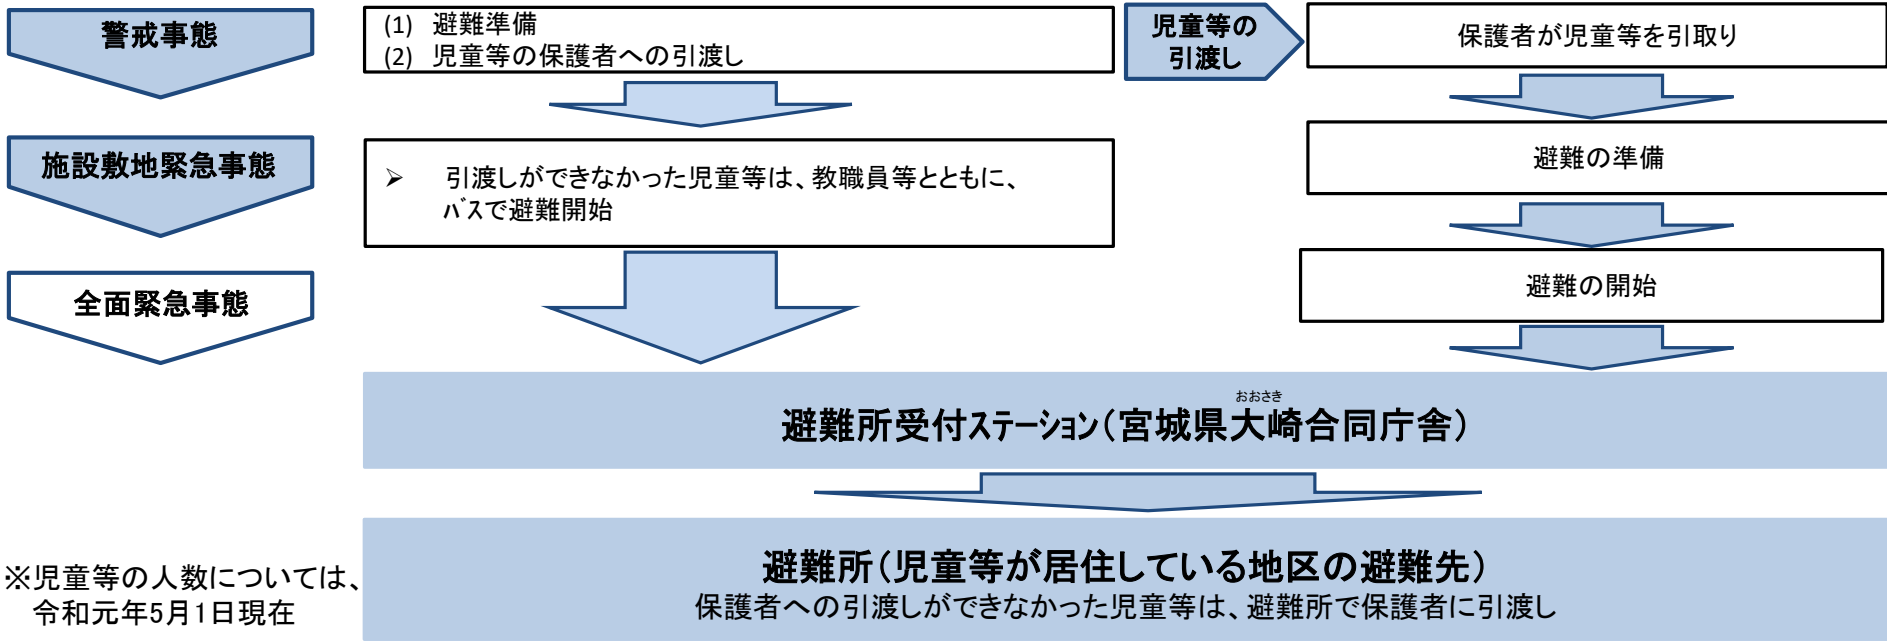 警戒事態
(1) 避難準備
(2) 児童等の保護者への引渡し
児童等の
引渡し
保護者が児童等を引取り
施設敷地緊急事態
➢ 引渡しができなかった児童等は、教職員等とともに、
ﾊﾞｽで避難開始
避難の準備
全面緊急事態
避難の開始
おおさき
避難所受付ｽﾃｰｼｮﾝ(宮城県大崎合同庁舎)
避難所(児童等が居住している地区の避難先)
保護者への引渡しができなかった児童等は、避難所で保護者に引渡し
※児童等の人数については、
令和元年5月1日現在